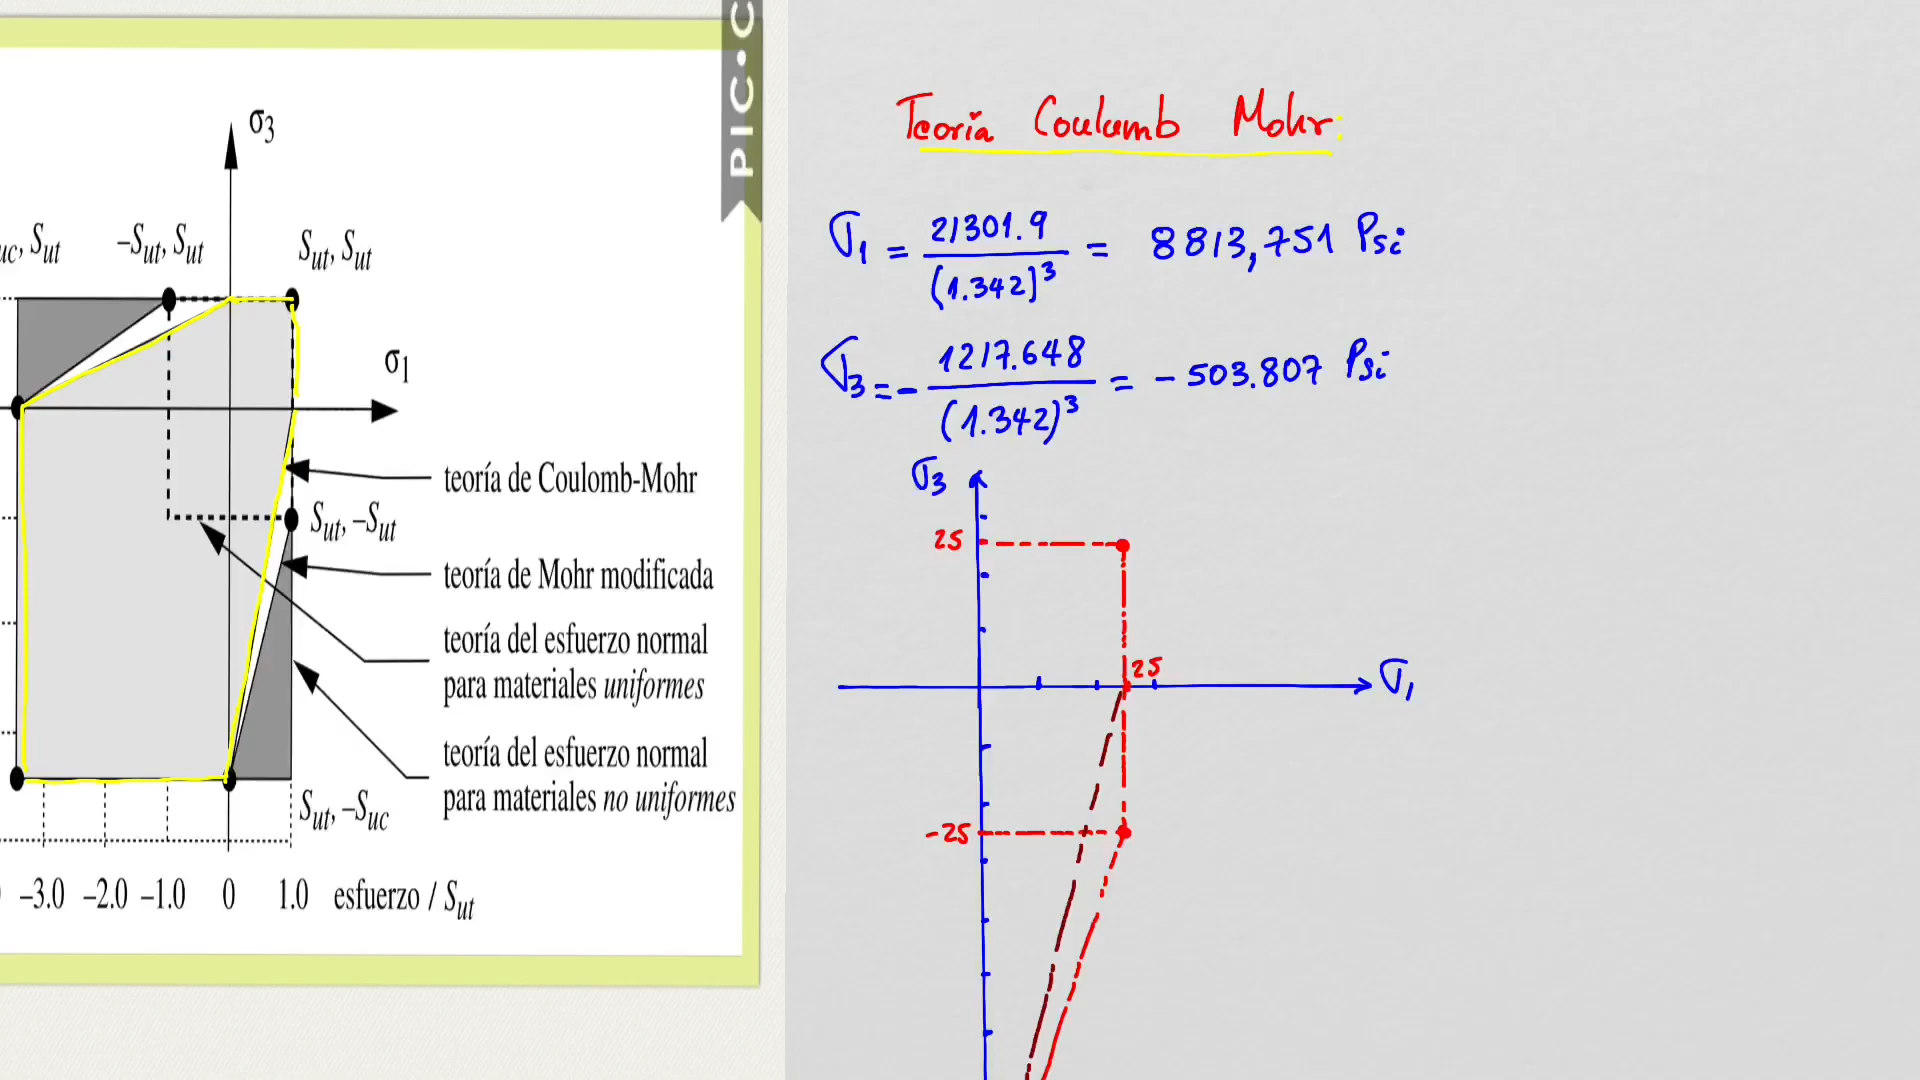 PIC•C
σ3
uc, Sut
–Sut, Sut
Sut, Sut
σ1
teoría de Coulomb-Mohr
Sut, –Sut
teoría de Mohr modificada
teoría del esfuerzo normal
para materiales uniformes
teoría del esfuerzo normal
para materiales no uniformes
Sut, –Suc
–3.0 –2.0 –1.0 0 1.0 esfuerzo / Sut
Teoría Coulumb Mohr:
σ1 = 21301.9 / (1.342)^3 = 8813,751 Psi
σ3 = - 1217.648 / (1.342)^3 = - 503.807 Psi
σ3
25
25
σ1
-25